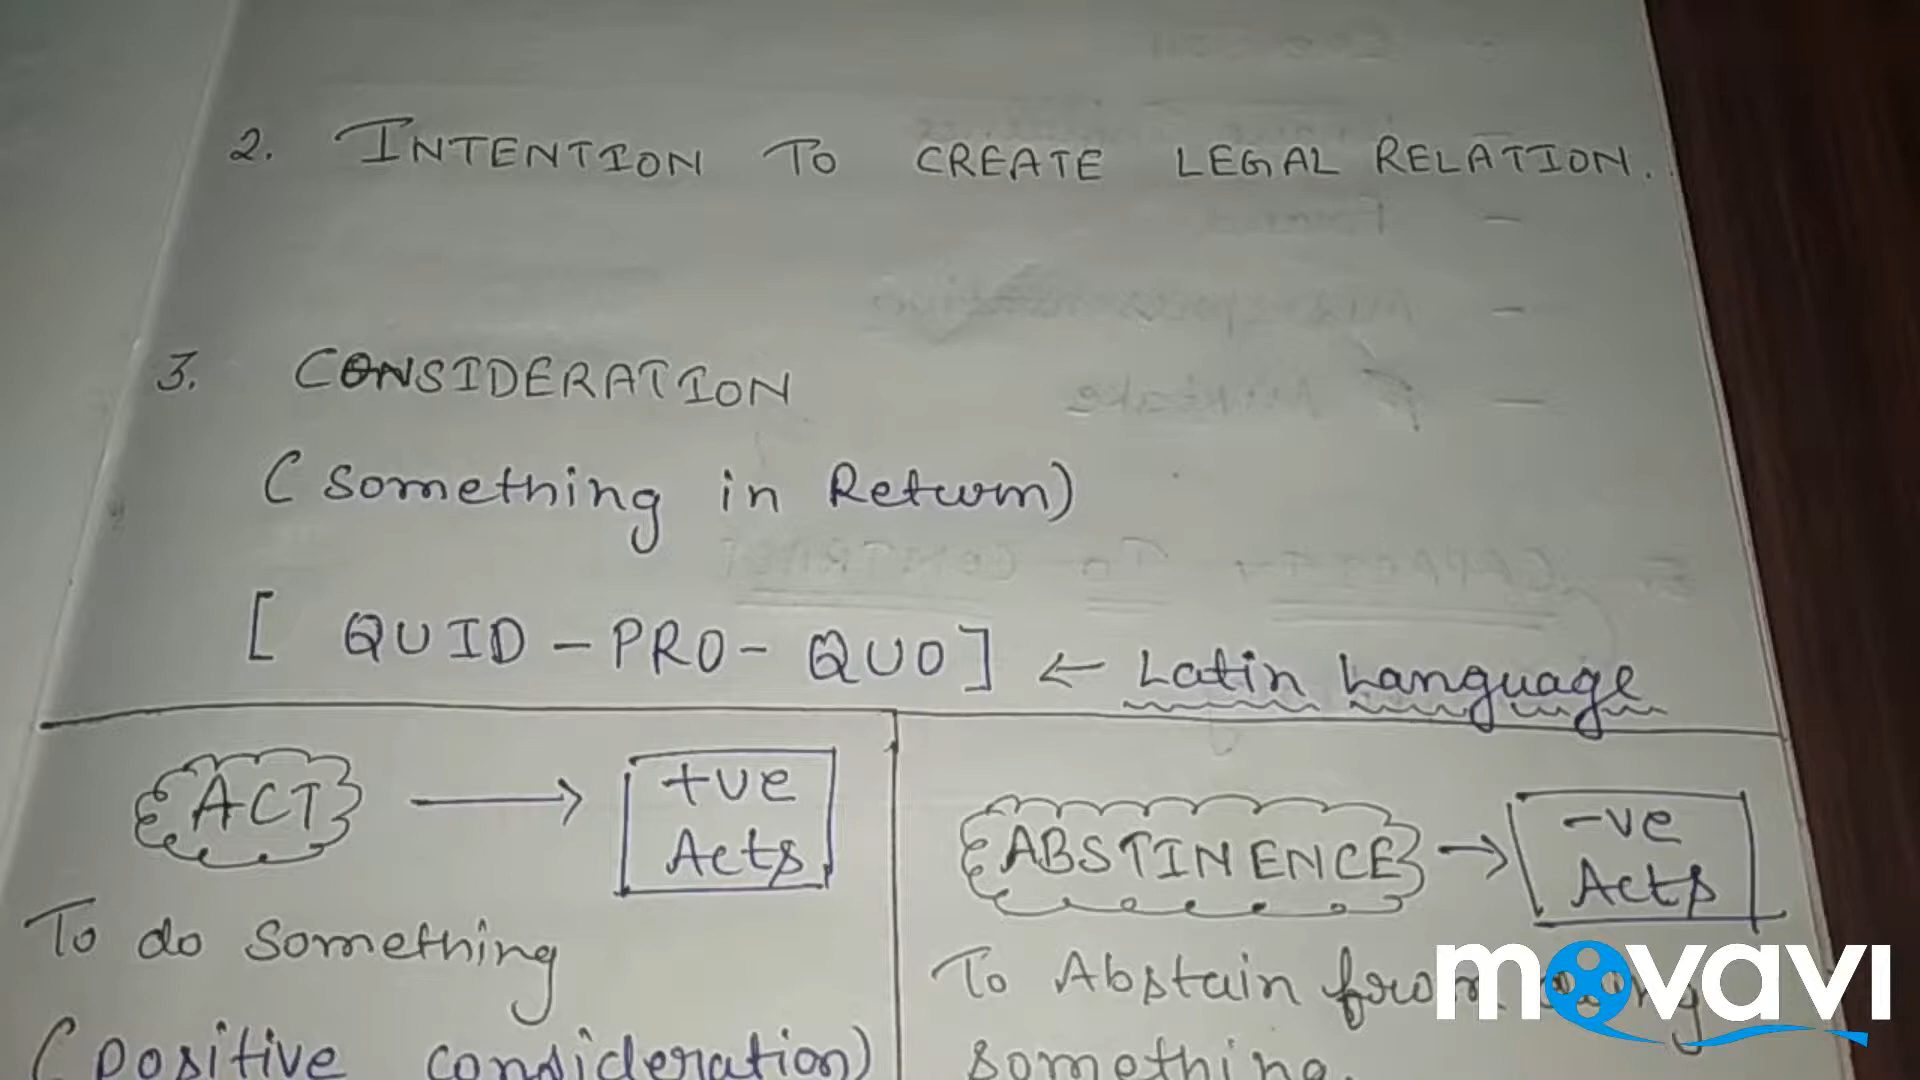 2. INTENTION TO CREATE LEGAL RELATION.
3. CONSIDERATION
(Something in Return)
[ QUID - PRO - QUO] ← Latin Language
ACT → +ve Acts
To do something
(positive consideration)
ABSTINENCE → -ve Acts
To Abstain from
something.
movavi